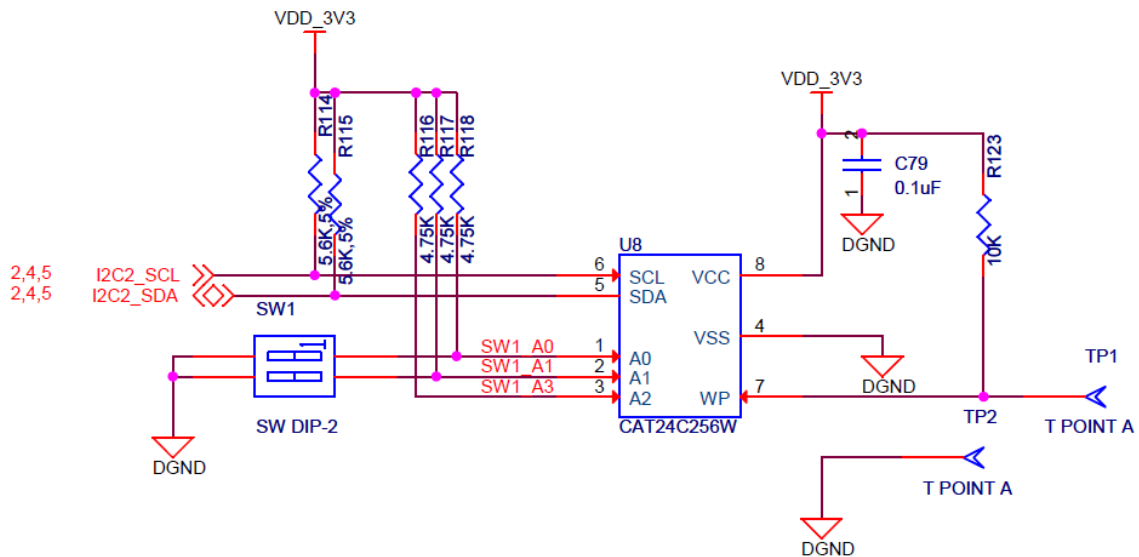 VDD_3V3
VDD_3V3
R114
R115
R116
R117
R118
5.6K,5%
5.6K,5%
4.75K
4.75K
4.75K
2
C79
0.1uF
1
DGND
R123
10K
U8
2,4,5 I2C2_SCL
2,4,5 I2C2_SDA
6 SCL
5 SDA
VCC 8
SW1
1
VSS 4
DGND
SW1_A0 1 A0
SW1_A1 2 A1
SW1_A3 3 A2
WP 7
TP1
T POINT A
TP2
T POINT A
SW DIP-2
CAT24C256W
DGND
DGND